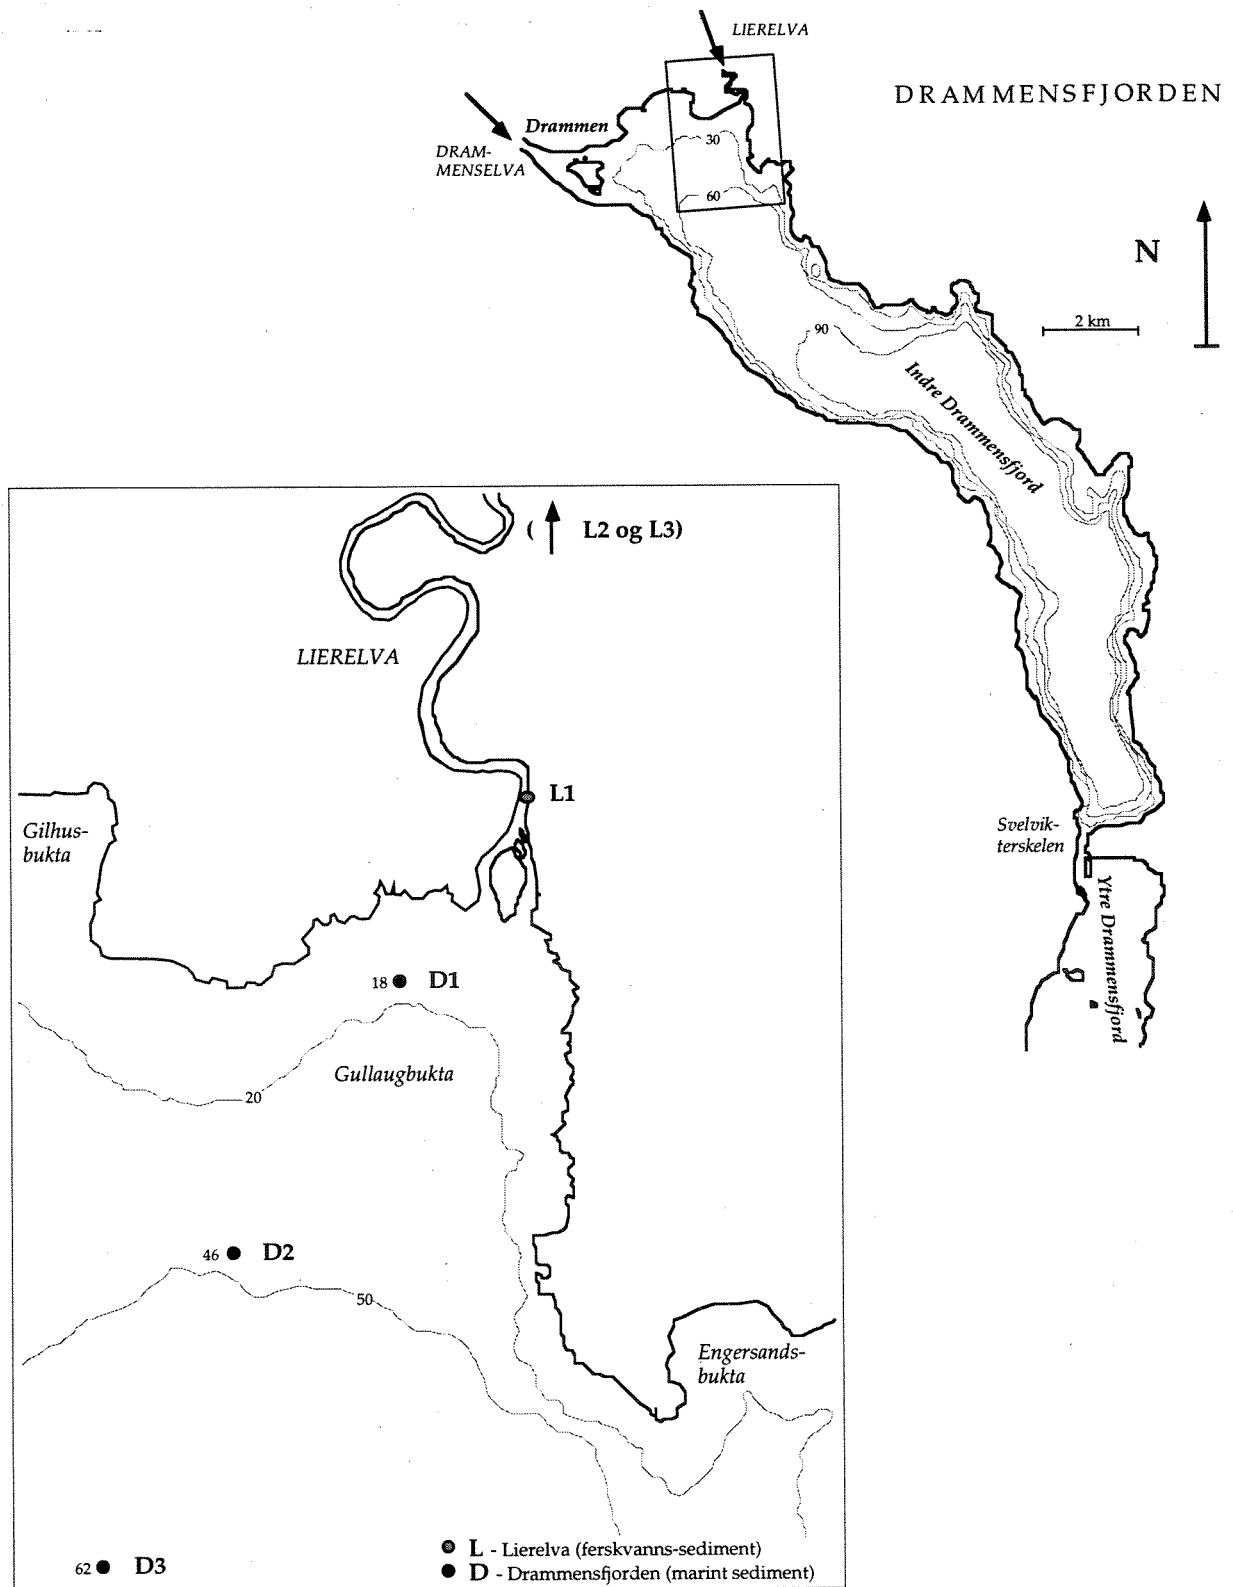 LIERELVA
DRAMMENSFJORDEN
Drammen
DRAM-
MENSELVA
30
60
N
2 km
90
Indre Drammensfjord
( L2 og L3)
LIERELVA
L1
Gilhus-
bukta
Svelvik-
terskelen
Ytre Drammensfjord
18 D1
Gullaugbukta
20
46 D2
50
Engersands-
bukta
L - Lierelva (ferskvanns-sediment)
62 D3
D - Drammensfjorden (marint sediment)